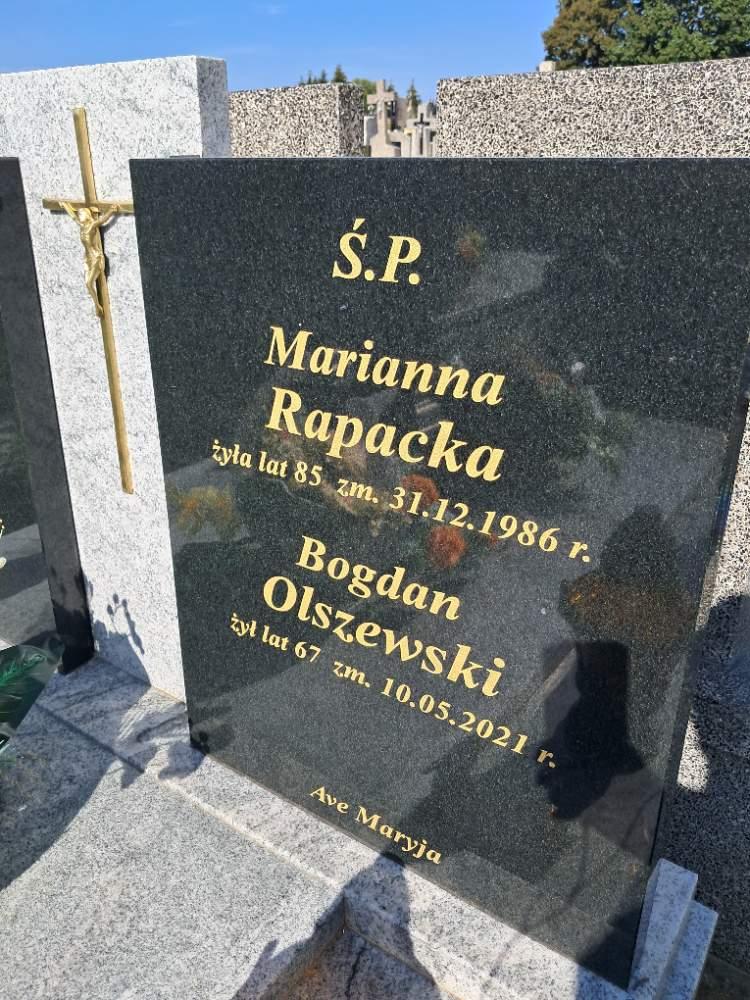 Ś.P.
Marianna
Rapacka
żyła lat 85 zm. 31.12.1986 r.
Bogdan
Olszewski
żył lat 67 zm. 10.05.2021 r.
Ave Maryja